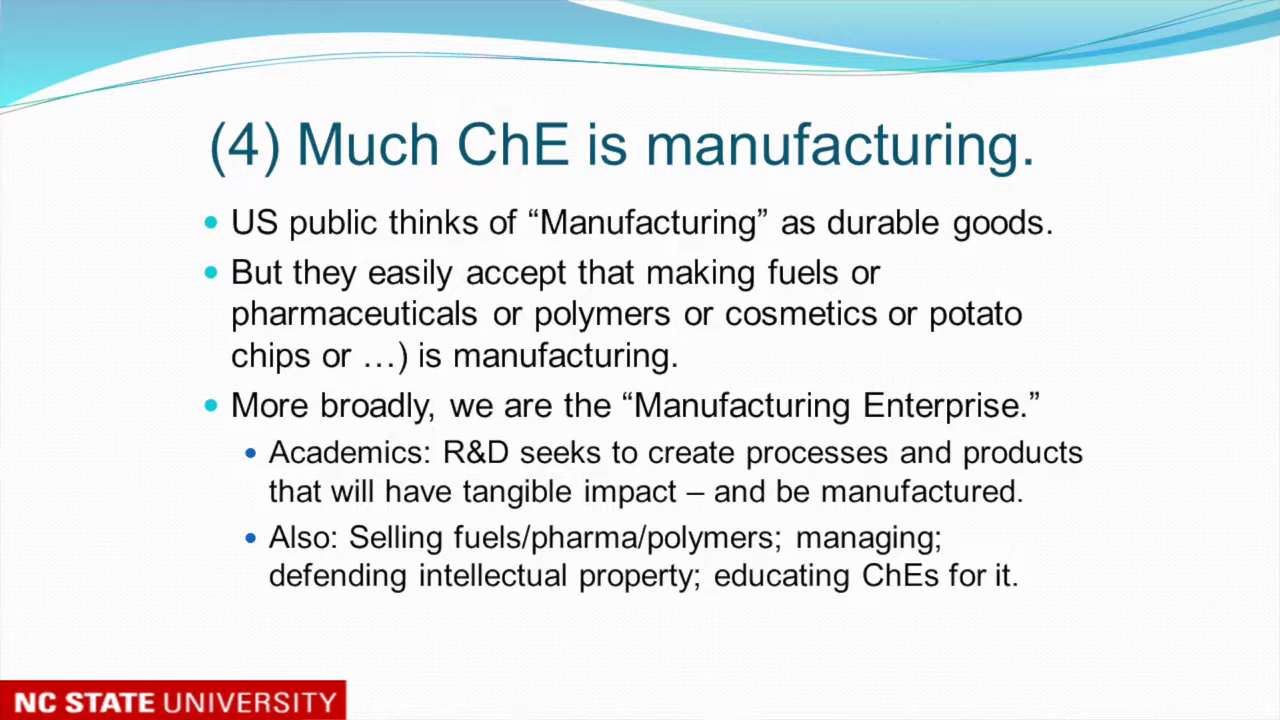 (4) Much ChE is manufacturing.
• US public thinks of “Manufacturing” as durable goods.
• But they easily accept that making fuels or
pharmaceuticals or polymers or cosmetics or potato
chips or …) is manufacturing.
• More broadly, we are the “Manufacturing Enterprise.”
• Academics: R&D seeks to create processes and products
that will have tangible impact – and be manufactured.
• Also: Selling fuels/pharma/polymers; managing;
defending intellectual property; educating ChEs for it.
NC STATE UNIVERSITY